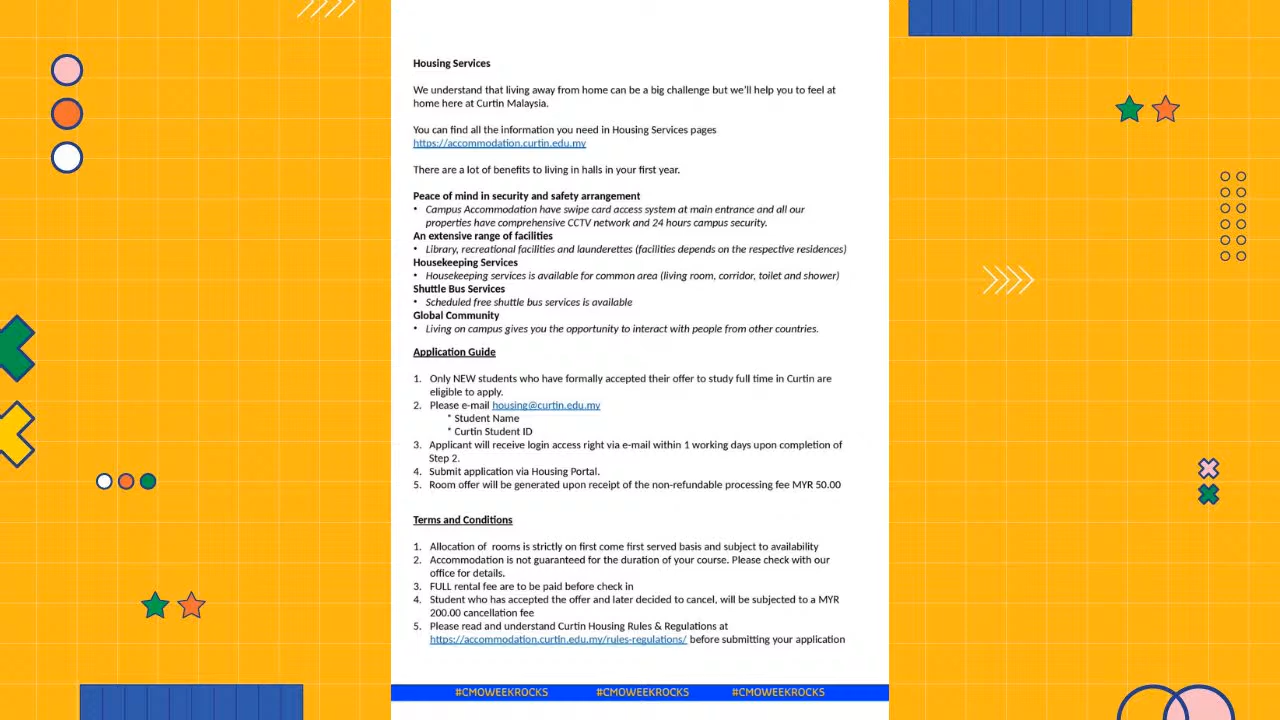 Housing Services
We understand that living away from home can be a big challenge but we'll help you to feel at
home here at Curtin Malaysia.
You can find all the information you need in Housing Services pages
https://accommodation.curtin.edu.my
There are a lot of benefits to living in halls in your first year.
Peace of mind in security and safety arrangement
• Campus Accommodation have swipe card access system at main entrance and all our
properties have comprehensive CCTV network and 24 hours campus security.
An extensive range of facilities
• Library, recreational facilities and launderettes (facilities depends on the respective residences)
Housekeeping Services
• Housekeeping services is available for common area (living room, corridor, toilet and shower)
Shuttle Bus Services
• Scheduled free shuttle bus services is available
Global Community
• Living on campus gives you the opportunity to interact with people from other countries.
Application Guide
1. Only NEW students who have formally accepted their offer to study full time in Curtin are
eligible to apply.
2. Please e-mail housing@curtin.edu.my
* Student Name
* Curtin Student ID
3. Applicant will receive login access right via e-mail within 1 working days upon completion of
Step 2.
4. Submit application via Housing Portal.
5. Room offer will be generated upon receipt of the non-refundable processing fee MYR 50.00
Terms and Conditions
1. Allocation of rooms is strictly on first come first served basis and subject to availability
2. Accommodation is not guaranteed for the duration of your course. Please check with our
office for details.
3. FULL rental fee are to be paid before check in
4. Student who has accepted the offer and later decided to cancel, will be subjected to a MYR
200.00 cancellation fee
5. Please read and understand Curtin Housing Rules & Regulations at
https://accommodation.curtin.edu.my/rules-regulations/ before submitting your application
#CMOWEEKROCKS #CMOWEEKROCKS #CMOWEEKROCKS